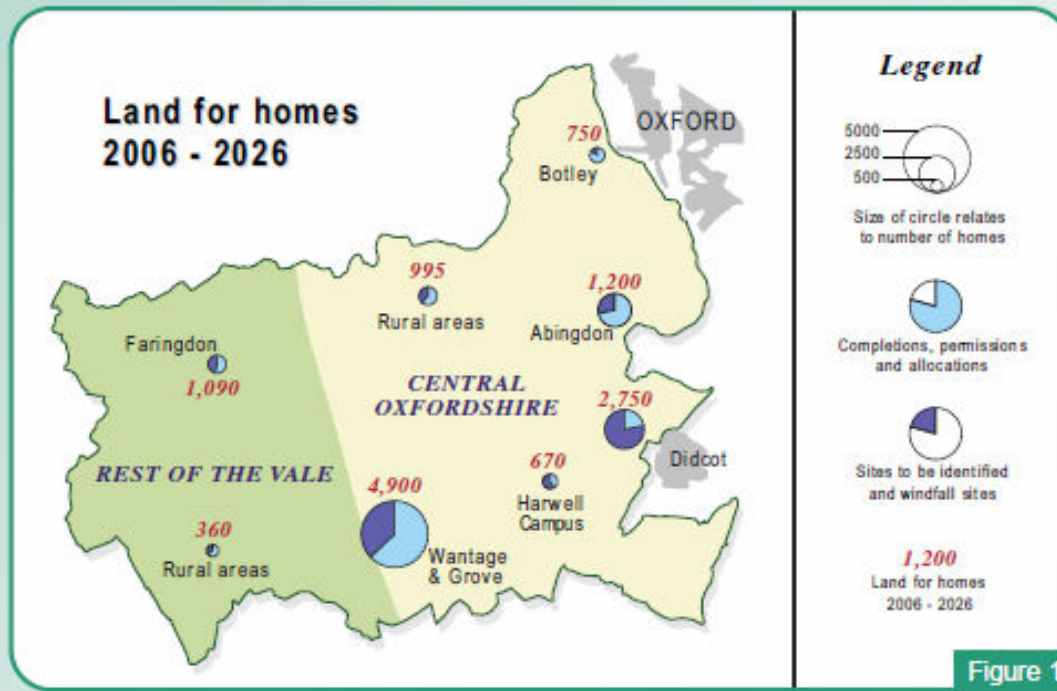 Land for homes
2006 - 2026
OXFORD
750
Botley
995
Rural areas
1,200
Abingdon
Faringdon
1,090
CENTRAL
OXFORDSHIRE
2,750
REST OF THE VALE
Didcot
670
Harwell
Campus
4,900
Wantage
& Grove
360
Rural areas
Legend
5000
2500
500
Size of circle relates
to number of homes
Completions, permissions
and allocations
Sites to be identified
and windfall sites
1,200
Land for homes
2006 - 2026
Figure 1